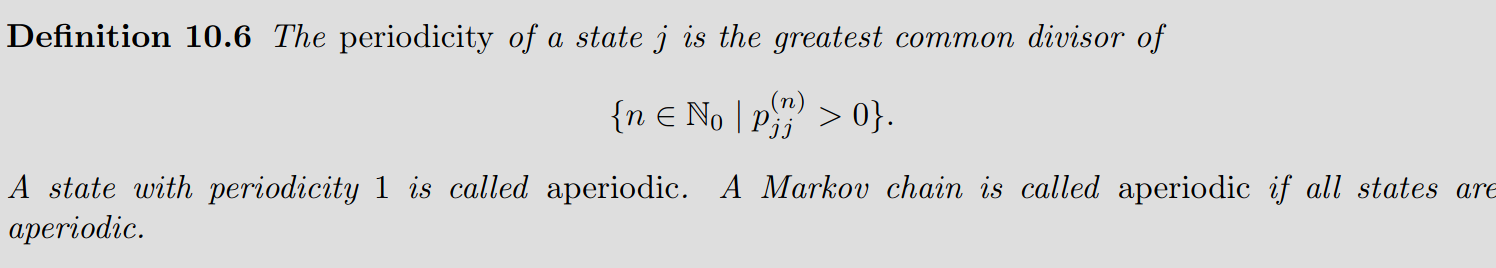 Definition 10.6 The periodicity of a state j is the greatest common divisor of
{n ∈ ℕ₀ | p_{jj}^{(n)} > 0}.
A state with periodicity 1 is called aperiodic. A Markov chain is called aperiodic if all states are
aperiodic.